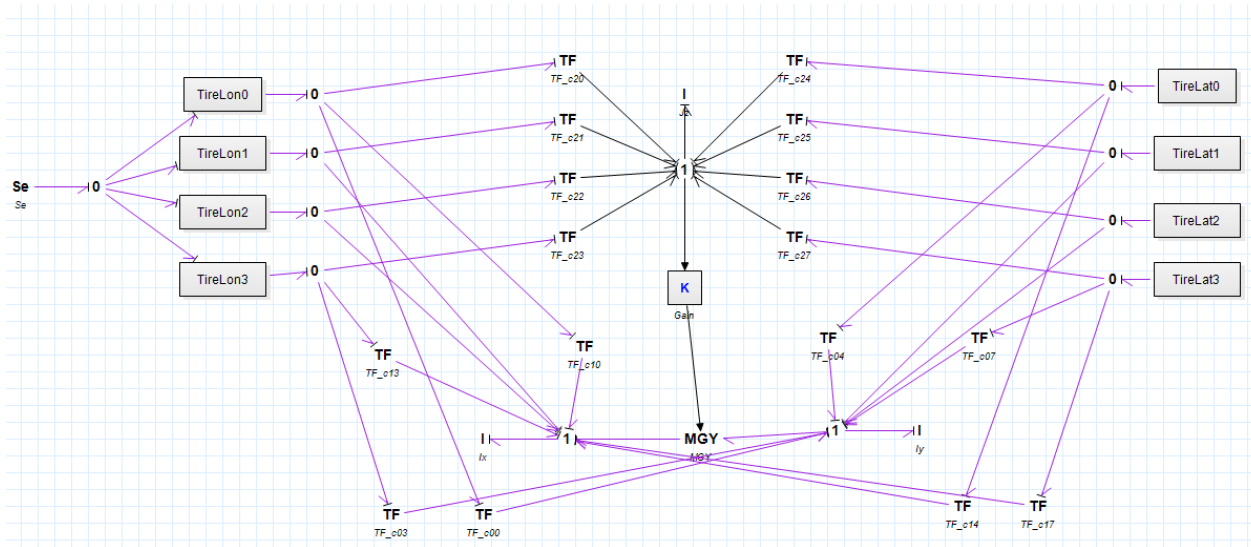 TF TF
TF_c20 TF_c24
TireLon0 0 I 0 TireLat0
TF TF
TF_c21 TF_c25
TireLon1 0 0 TireLat1
1
Se 0 TF TF
Se TF_c22 TF_c26
TireLon2 0 0 TireLat2
TF TF
TF_c23 TF_c27
TireLon3 0 0 TireLat3
K
Gain
TF TF TF TF
TF_c13 TF_c10 TF_c04 TF_c07
I 1 MGY 1 I
Ix MGY Iy
TF TF TF TF
TF_c03 TF_c00 TF_c14 TF_c17